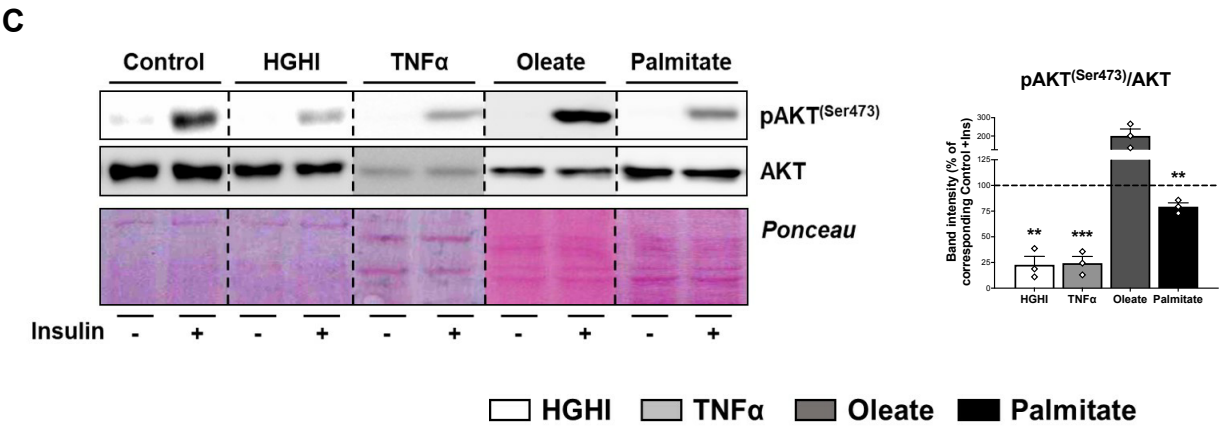 C
Control HGHI TNFα Oleate Palmitate
pAKT(Ser473)
AKT
Ponceau
Insulin - + - + - + - + - +
pAKT(Ser473)/AKT
Band intensity (% of
corresponding Control +Ins)
300
200
125
100
75
50
25
0
** *** **
HGHI TNFα Oleate Palmitate
HGHI TNFα Oleate Palmitate